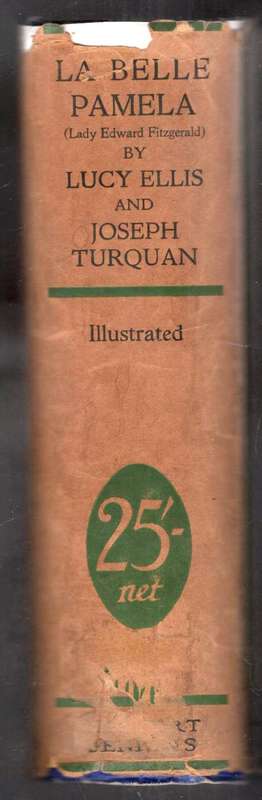 LA BELLE
PAMELA
(Lady Edward Fitzgerald)
BY
LUCY ELLIS
AND
JOSEPH
TURQUAN
Illustrated
25/-
net